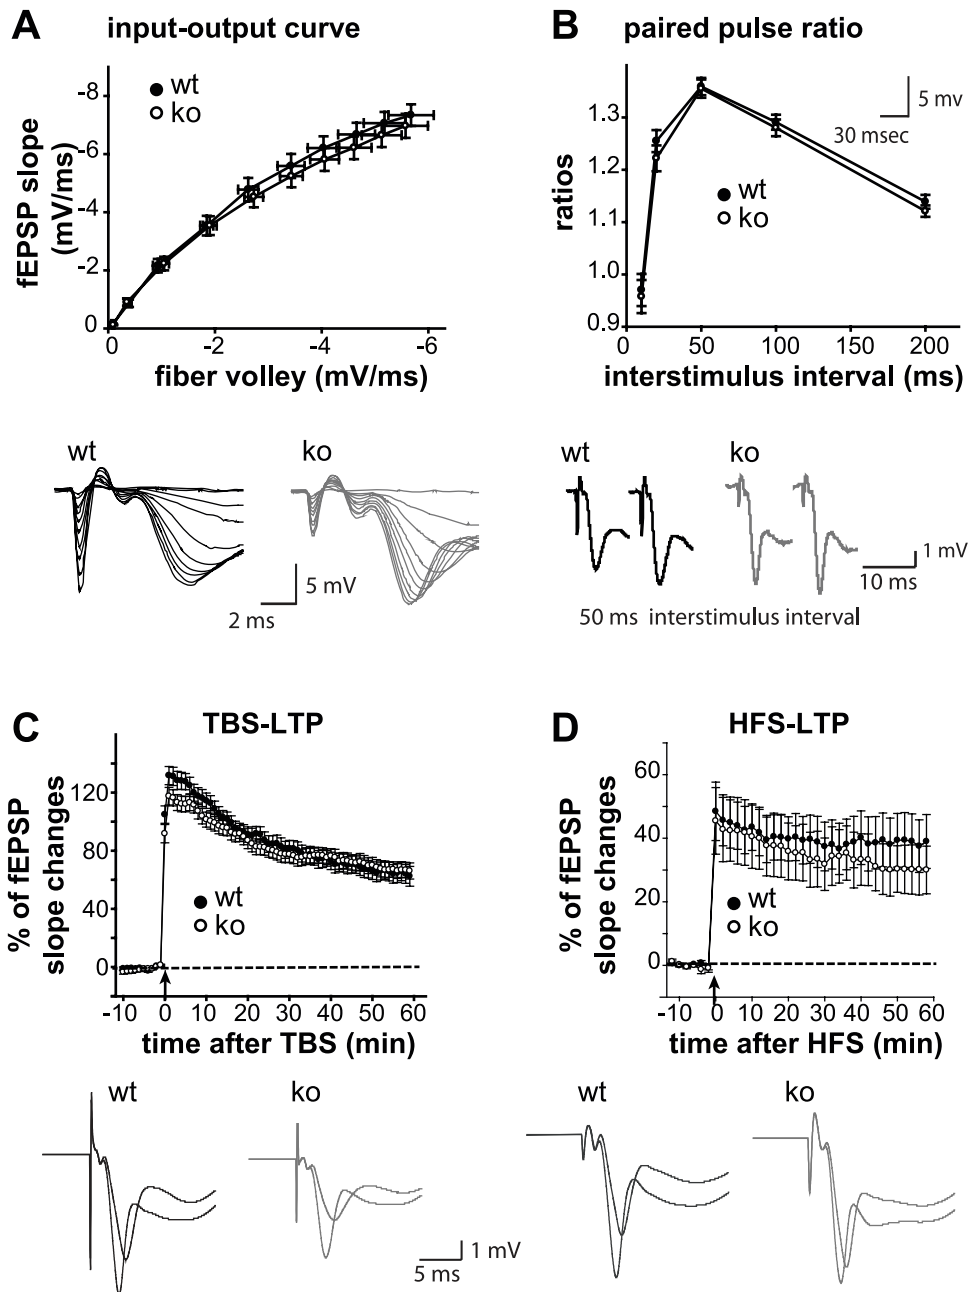 A input-output curve
wt
ko
fEPSP slope
(mV/ms)
-8
-6
-4
-2
0
0 -2 -4 -6
fiber volley (mV/ms)
B paired pulse ratio
5 mv
30 msec
wt
ko
ratios
1.3
1.2
1.1
1.0
0.9
0 50 100 150 200
interstimulus interval (ms)
wt ko
5 mV
2 ms
wt ko
1 mV
10 ms
50 ms interstimulus interval
C TBS-LTP
% of fEPSP
slope changes
120
80
40
0
wt
ko
-10 0 10 20 30 40 50 60
time after TBS (min)
D HFS-LTP
% of fEPSP
slope changes
60
40
20
0
wt
ko
-10 0 10 20 30 40 50 60
time after HFS (min)
wt ko
1 mV
5 ms
wt ko